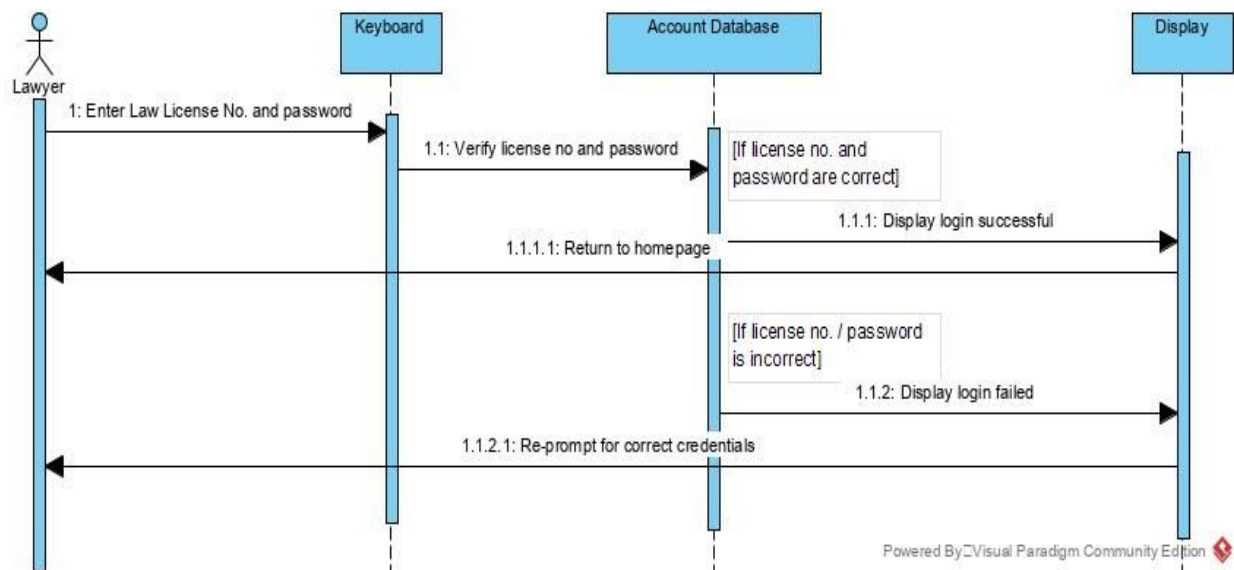 Keyboard
Account Database
Display
Lawyer
1: Enter Law License No. and password
1.1: Verify license no and password
[If license no. and
password are correct]
1.1.1: Display login successful
1.1.1.1: Return to homepage
[If license no. / password
is incorrect]
1.1.2: Display login failed
1.1.2.1: Re-prompt for correct credentials
Powered By Visual Paradigm Community Edition